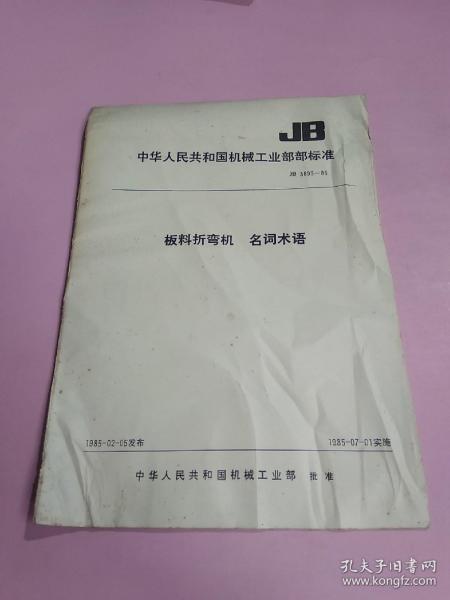 JB
中华人民共和国机械工业部部标准
板料折弯机 名词术语
1985-02-05发布 1985-07-01实施
中华人民共和国机械工业部 批准
孔夫子旧书网
www.kongfz.com